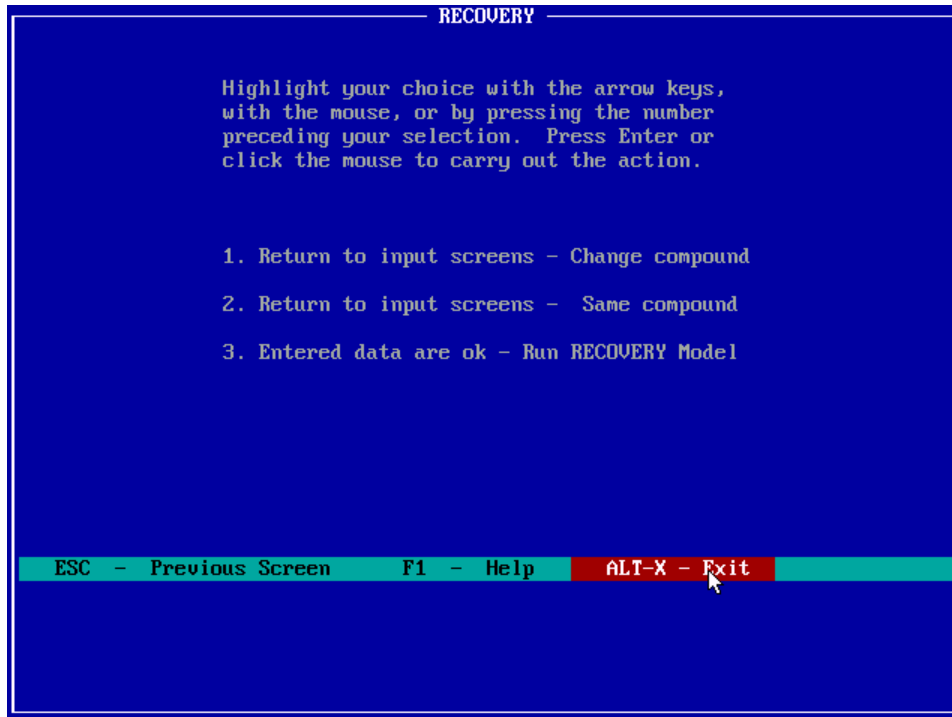 RECOVERY
Highlight your choice with the arrow keys,
with the mouse, or by pressing the number
preceding your selection.  Press Enter or
click the mouse to carry out the action.
1. Return to input screens - Change compound
2. Return to input screens -  Same compound
3. Entered data are ok - Run RECOVERY Model
ESC  -  Previous Screen      F1  -  Help      ALT-X - Exit